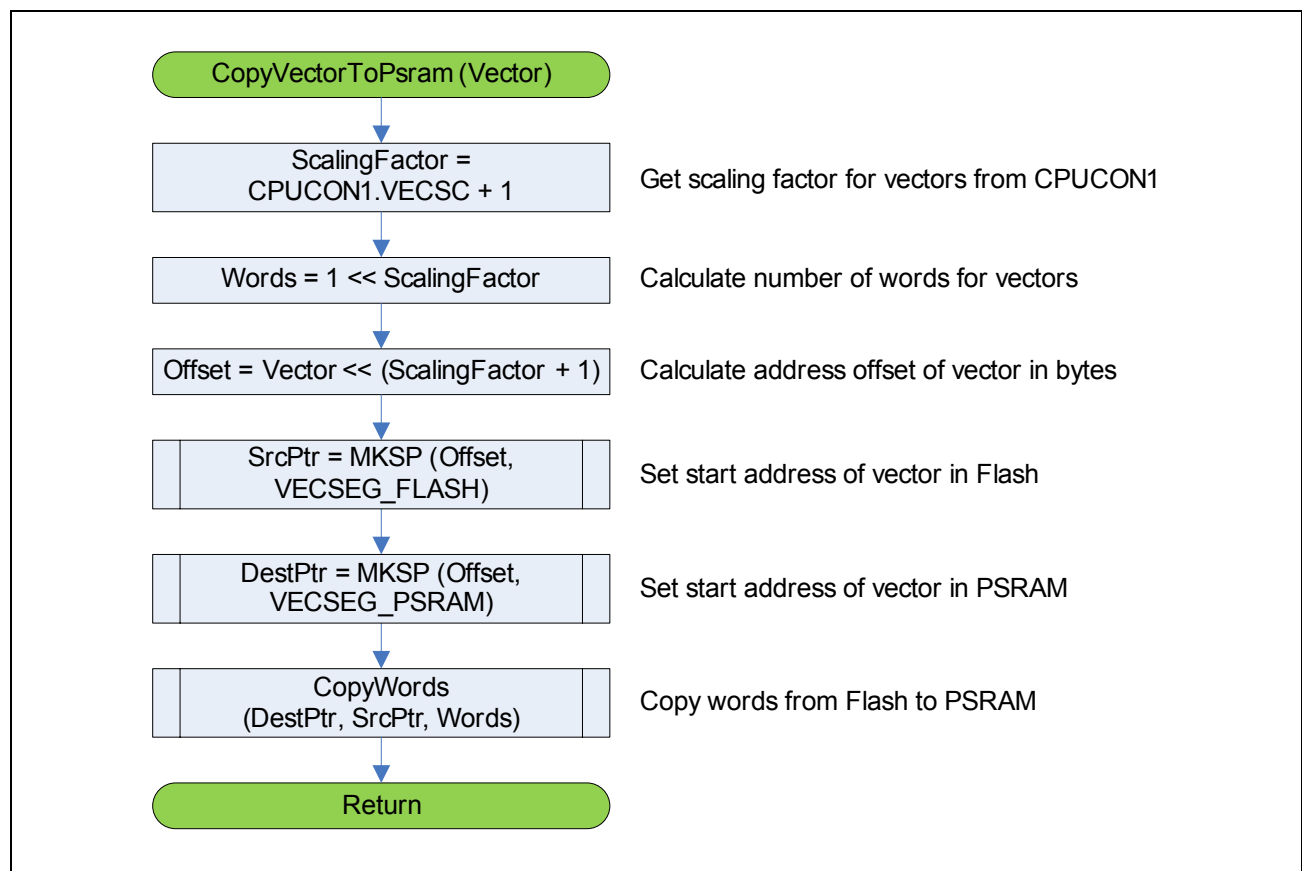 CopyVectorToPsram (Vector)
ScalingFactor =
CPUCON1.VECSC + 1
Get scaling factor for vectors from CPUCON1
Words = 1 << ScalingFactor
Calculate number of words for vectors
Offset = Vector << (ScalingFactor + 1)
Calculate address offset of vector in bytes
SrcPtr = MKSP (Offset,
VECSEG_FLASH)
Set start address of vector in Flash
DestPtr = MKSP (Offset,
VECSEG_PSRAM)
Set start address of vector in PSRAM
CopyWords
(DestPtr, SrcPtr, Words)
Copy words from Flash to PSRAM
Return